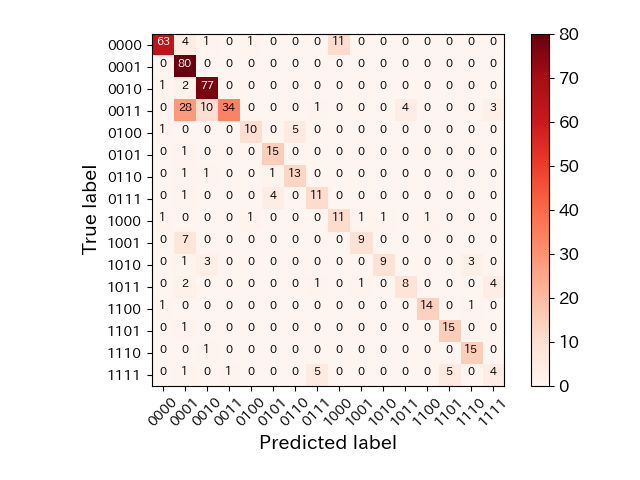 0000 63 4 1 0 1 0 0 0 11 0 0 0 0 0 0 0
0001 0 80 0 0 0 0 0 0 0 0 0 0 0 0 0 0
0010 1 2 77 0 0 0 0 0 0 0 0 0 0 0 0 0
0011 0 28 10 34 0 0 0 1 0 0 0 4 0 0 0 3
0100 1 0 0 0 10 0 5 0 0 0 0 0 0 0 0 0
0101 0 1 0 0 0 15 0 0 0 0 0 0 0 0 0 0
0110 0 1 1 0 0 1 13 0 0 0 0 0 0 0 0 0
0111 0 1 0 0 0 4 0 11 0 0 0 0 0 0 0 0
1000 1 0 0 0 1 0 0 0 11 1 1 0 1 0 0 0
1001 0 7 0 0 0 0 0 0 0 9 0 0 0 0 0 0
1010 0 1 3 0 0 0 0 0 0 0 9 0 0 0 3 0
1011 0 2 0 0 0 0 0 1 0 1 0 8 0 0 0 4
1100 1 0 0 0 0 0 0 0 0 0 0 0 14 0 1 0
1101 0 1 0 0 0 0 0 0 0 0 0 0 0 15 0 0
1110 0 0 1 0 0 0 0 0 0 0 0 0 0 0 15 0
1111 0 1 0 1 0 0 0 5 0 0 0 0 0 5 0 4
0000 0001 0010 0011 0100 0101 0110 0111 1000 1001 1010 1011 1100 1101 1110 1111
Predicted label
True label
80
70
60
50
40
30
20
10
0